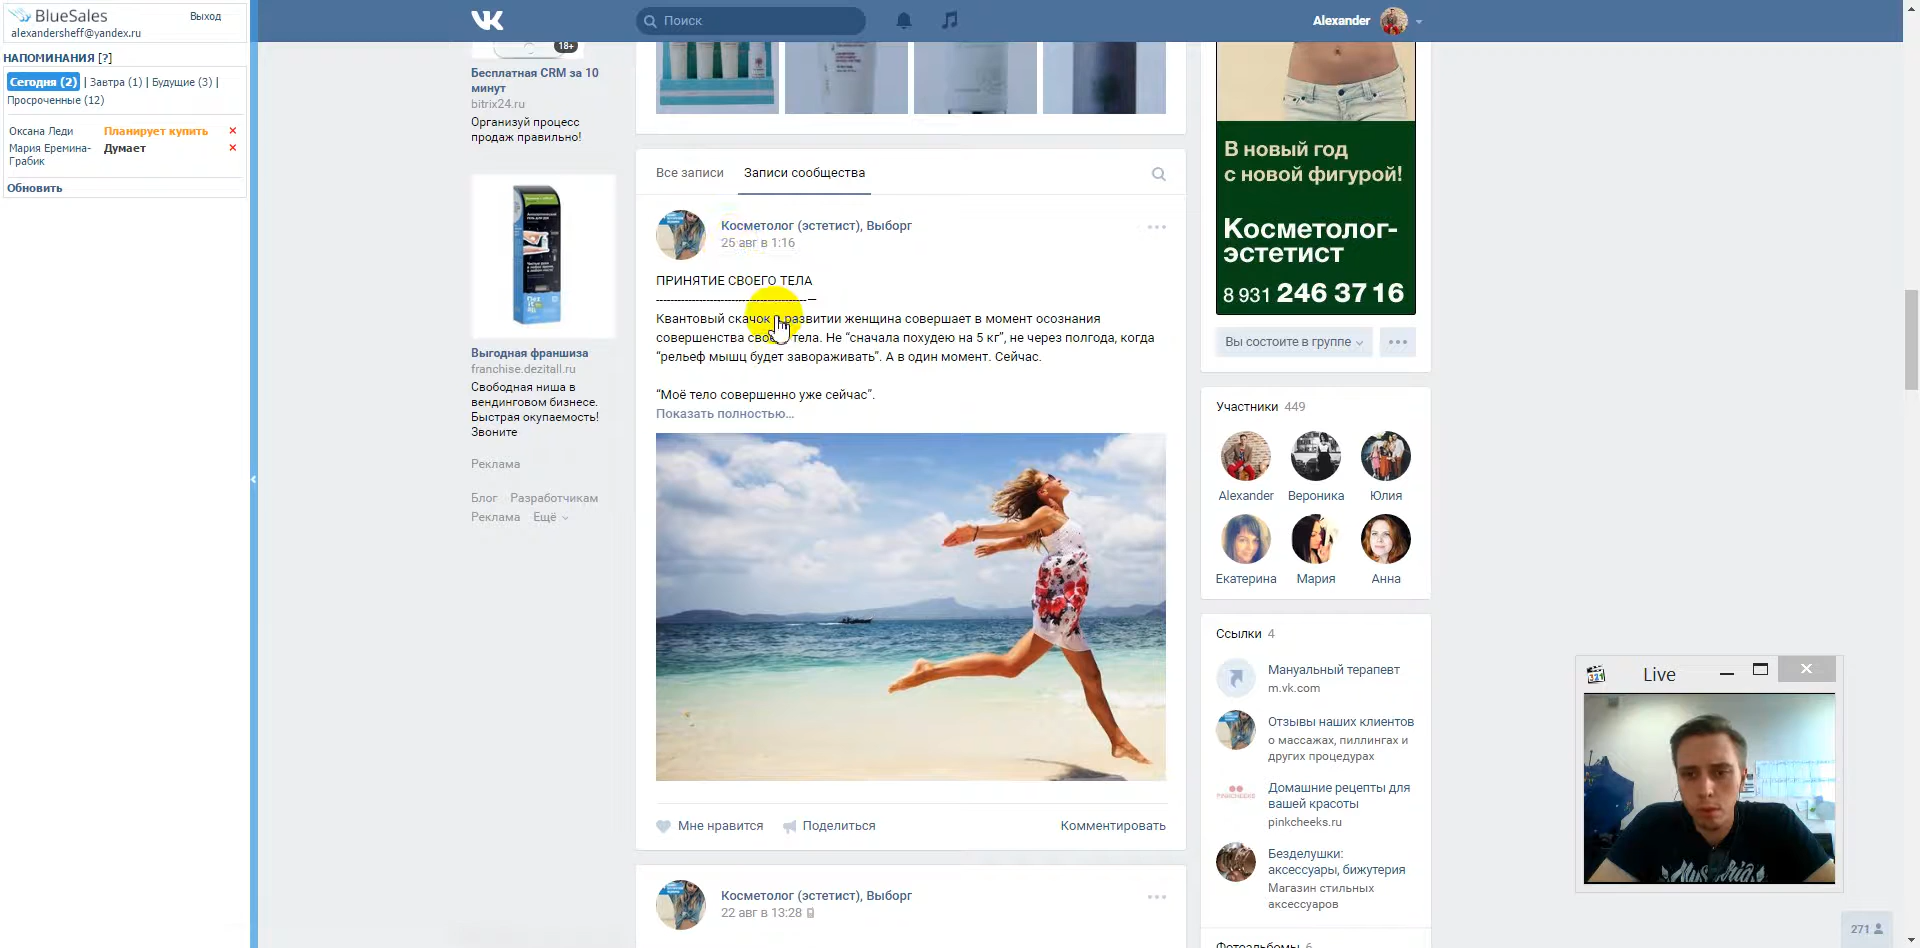 BlueSales
Выход
alexandersheff@yandex.ru
НАПОМИНАНИЯ [?]
Сегодня (2) | Завтра (1) | Будущие (3) |
Просроченные (12)
Оксана Леди Планирует купить ×
Мария Еремина-Грабик Думает ×
Обновить
Поиск
Alexander
18+
Бесплатная CRM за 10
минут
bitrix24.ru
Организуй процесс
продаж правильно!
Выгодная франшиза
franchise.dezitall.ru
Свободная ниша в
вендинговом бизнесе.
Быстрая окупаемость!
Звоните
Реклама
Блог Разработчикам
Реклама Ещё
Все записи Записи сообщества
Косметолог (эстетист), Выборг
25 авг в 1:16
ПРИНЯТИЕ СВОЕГО ТЕЛА
-------------------------------------------—
Квантовый скачок развитии женщина совершает в момент осознания
совершенства тела. Не “сначала похудею на 5 кг”, не через полгода, когда
“рельеф мышц будет завораживать”. А в один момент. Сейчас.
“Моё тело совершенно уже сейчас”.
Показать полностью...
Мне нравится Поделиться Комментировать
Косметолог (эстетист), Выборг
22 авг в 13:28
В новый год
с новой фигурой!
Косметолог-
эстетист
8 931 246 37 16
Вы состоите в группе
Участники 449
Alexander Вероника Юлия
Екатерина Мария Анна
Ссылки 4
Мануальный терапевт
m.vk.com
Отзывы наших клиентов
о массажах, пиллингах и
других процедурах
PINKCHEEKS
Домашние рецепты для
вашей красоты
pinkcheeks.ru
Безделушки:
аксессуары, бижутерия
Магазин стильных
аксессуаров
Фотоальбомы 6
321
Live
271